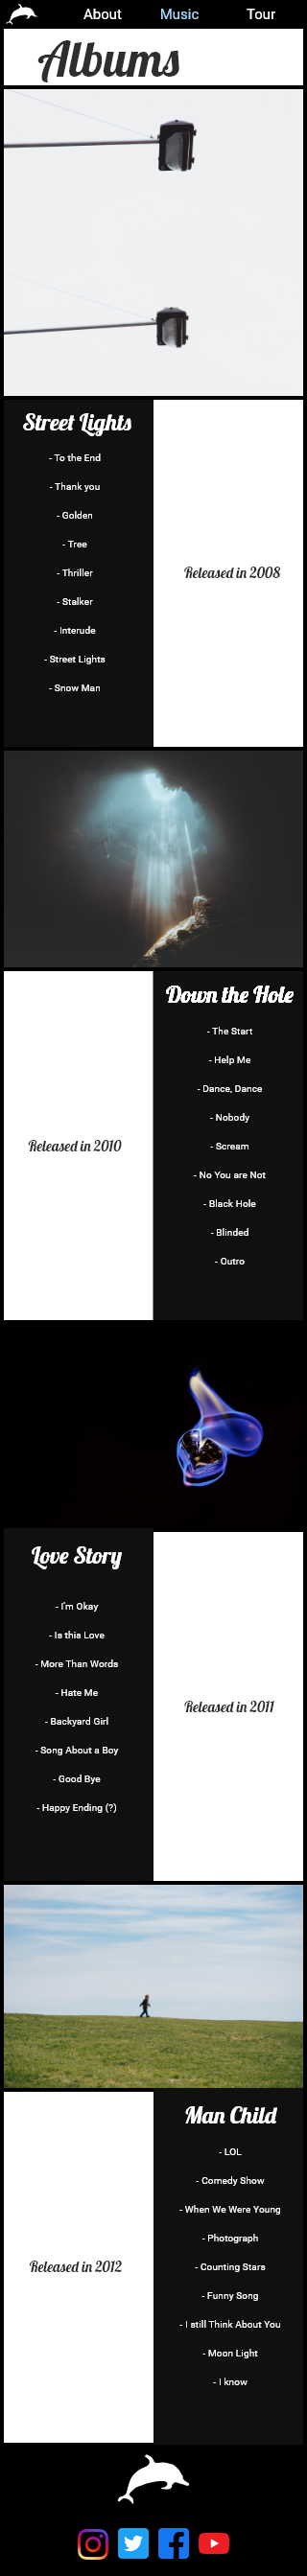 About Music Tour
Albums
Street Lights
- To the End
- Thank you
- Golden
- Tree
- Thriller
- Stalker
- Interude
- Street Lights
- Snow Man
Released in 2008
Down the Hole
- The Start
- Help Me
- Dance, Dance
- Nobody
- Scream
- No You are Not
- Black Hole
- Blinded
- Outro
Released in 2010
Love Story
- I'm Okay
- Is this Love
- More Than Words
- Hate Me
- Backyard Girl
- Song About a Boy
- Good Bye
- Happy Ending (?)
Released in 2011
Man Child
- LOL
- Comedy Show
- When We Were Young
- Photograph
- Counting Stars
- Funny Song
- I still Think About You
- Moon Light
- I know
Released in 2012